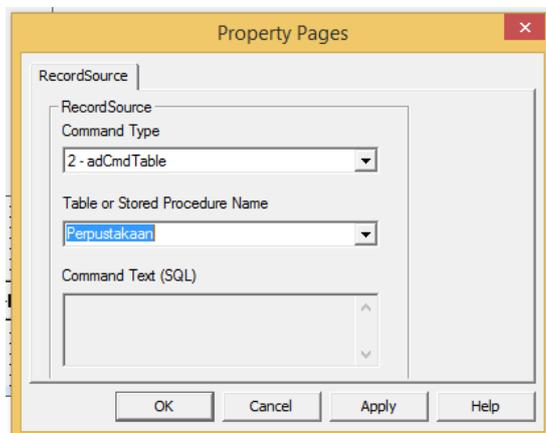 Property Pages
RecordSource
RecordSource
Command Type
2 - adCmdTable
Table or Stored Procedure Name
Perpustakaan
Command Text (SQL)
OK Cancel Apply Help